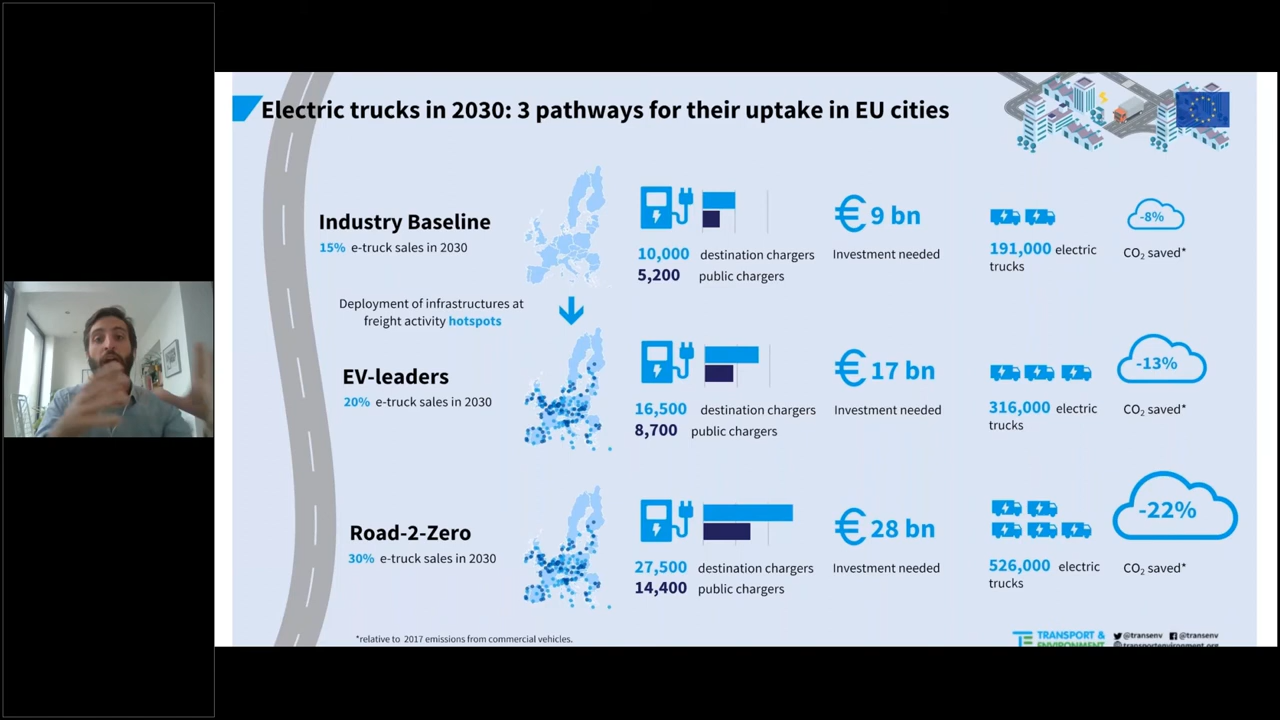 Electric trucks in 2030: 3 pathways for their uptake in EU cities
Industry Baseline
15% e-truck sales in 2030
10,000 destination chargers
5,200 public chargers
€ 9 bn
Investment needed
191,000 electric
trucks
-8%
CO₂ saved*
Deployment of infrastructures at
freight activity hotspots
EV-leaders
20% e-truck sales in 2030
16,500 destination chargers
8,700 public chargers
€ 17 bn
Investment needed
316,000 electric
trucks
-13%
CO₂ saved*
Road-2-Zero
30% e-truck sales in 2030
27,500 destination chargers
14,400 public chargers
€ 28 bn
Investment needed
526,000 electric
trucks
-22%
CO₂ saved*
*relative to 2017 emissions from commercial vehicles.
TRANSPORT &
ENVIRONMENT
@transenv @transenv
transportenvironment.org